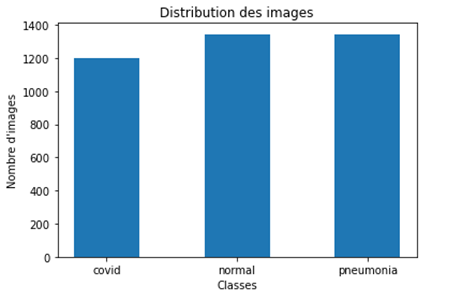 Distribution des images
1400
1200
1000
800
600
400
200
0
Nombre d'images
covid
normal
pneumonia
Classes